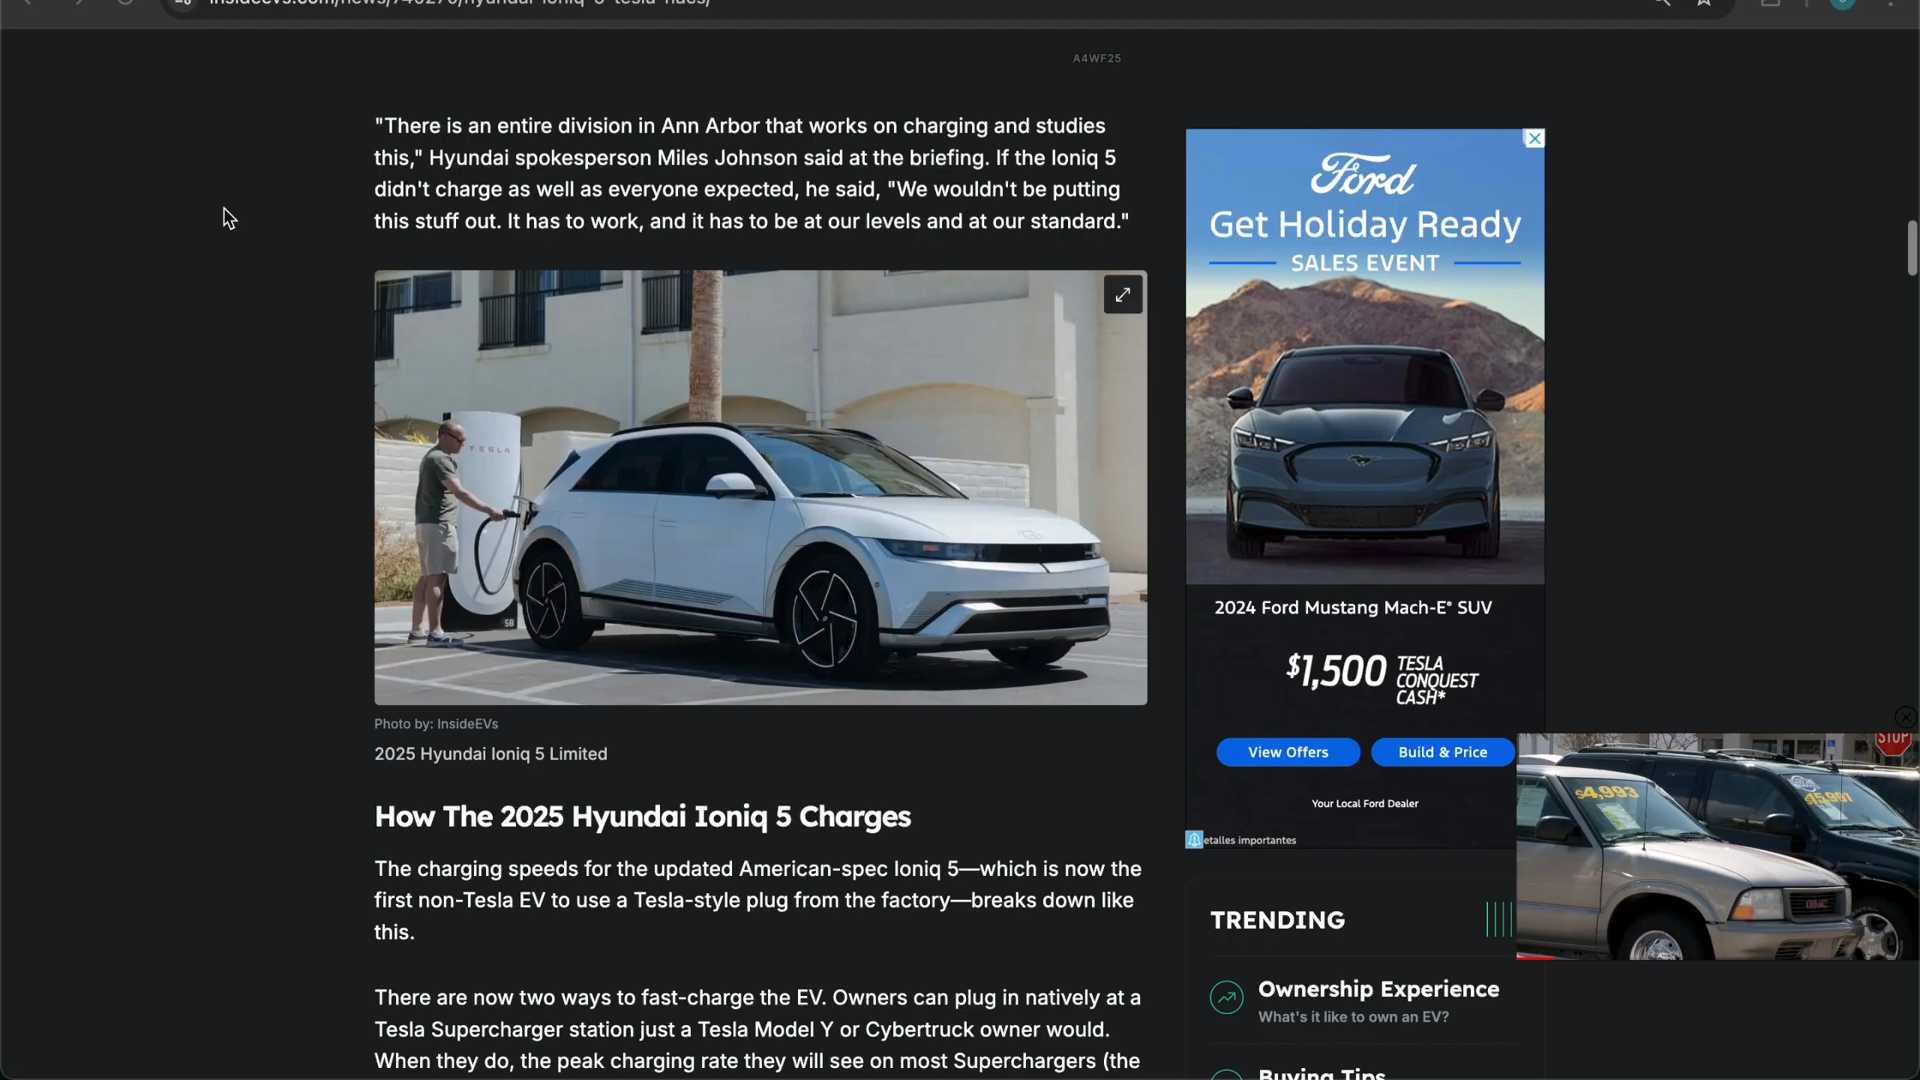 A4WF25
"There is an entire division in Ann Arbor that works on charging and studies
this," Hyundai spokesperson Miles Johnson said at the briefing. If the Ioniq 5
didn't charge as well as everyone expected, he said, "We wouldn't be putting
this stuff out. It has to work, and it has to be at our levels and at our standard."
TESLA
5B
Photo by: InsideEVs
2025 Hyundai Ioniq 5 Limited
How The 2025 Hyundai Ioniq 5 Charges
The charging speeds for the updated American-spec Ioniq 5—which is now the
first non-Tesla EV to use a Tesla-style plug from the factory—breaks down like
this.
There are now two ways to fast-charge the EV. Owners can plug in natively at a
Tesla Supercharger station just a Tesla Model Y or Cybertruck owner would.
When they do, the peak charging rate they will see on most Superchargers (the
Ford
Get Holiday Ready
SALES EVENT
2024 Ford Mustang Mach-E® SUV
$1,500 TESLA
CONQUEST
CASH*
View Offers
Build & Price
Your Local Ford Dealer
etalles importantes
STOP
$4,993
GMC
TRENDING
Ownership Experience
What's it like to own an EV?
Buying Tips